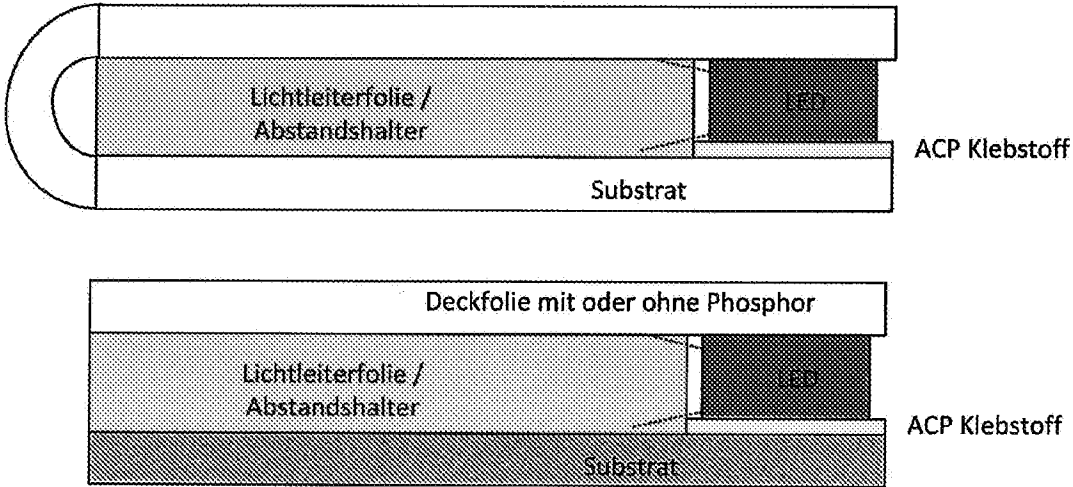 Lichtleiterfolie /
Abstandshalter
LED
ACP Klebstoff
Substrat
Deckfolie mit oder ohne Phosphor
Lichtleiterfolie /
Abstandshalter
LED
ACP Klebstoff
Substrat